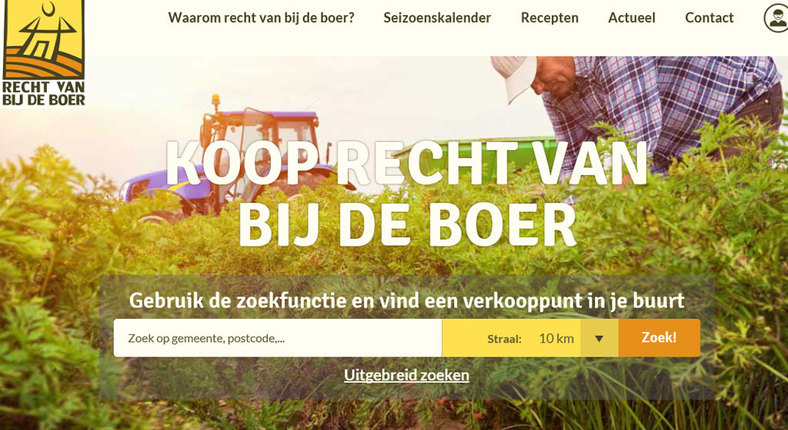 Waarom recht van bij de boer? Seizoenskalender Recepten Actueel Contact
RECHT VAN
BIJ DE BOER
KOOP RECHT VAN
BIJ DE BOER
Gebruik de zoekfunctie en vind een verkooppunt in je buurt
Zoek op gemeente, postcode,... Straal: 10 km Zoek!
Uitgebreid zoeken